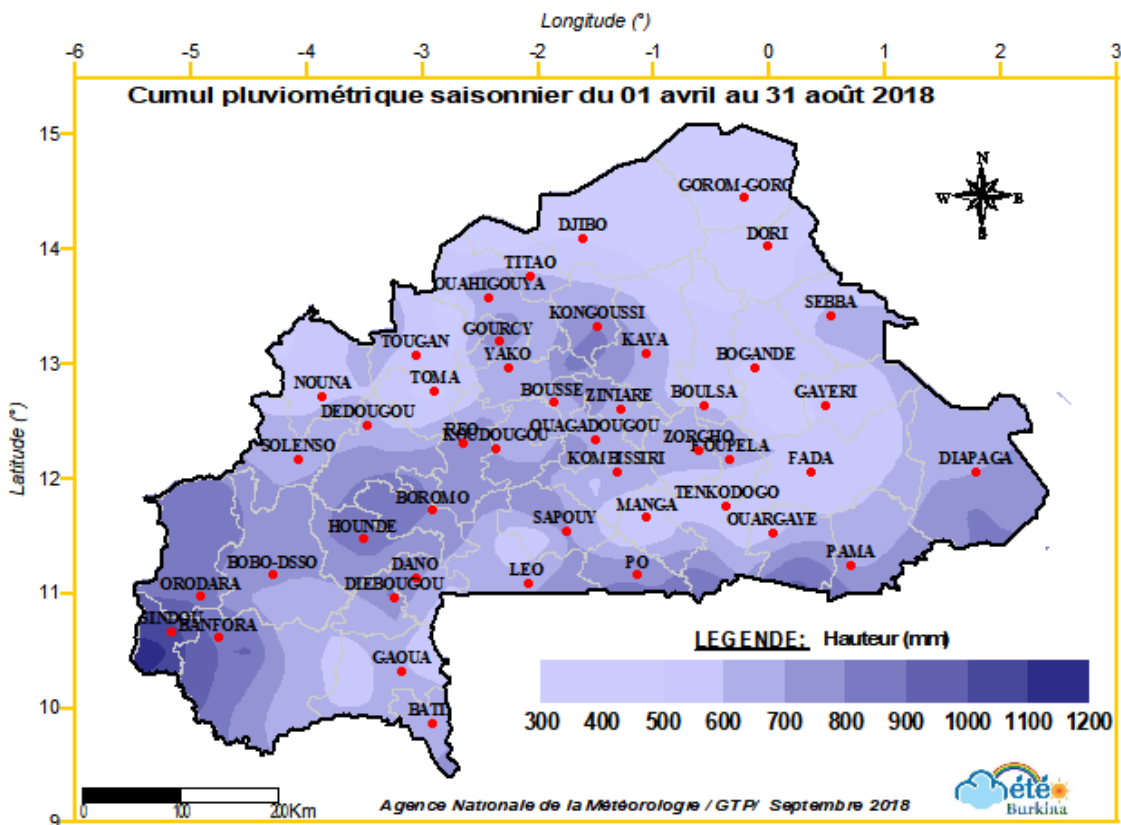 Longitude (°)
-6 -5 -4 -3 -2 -1 0 1 2 3
Cumul pluviométrique saisonnier du 01 avril au 31 août 2018
15
N
W E
S
GOROM-GORO
DJIBO
DORI
14
TITAO
OUAHIGOUYA
SEBBA
KONGOUSSI
GOURCY
TOUGAN
KAYA
YAKO
BOGANDE
13
NOUNA
TOMA
BOUSSE
ZINIARE
BOULSA
GAYERI
DEDOUGOU
REO
KOUDOUGOU
OUAGADOUGOU
ZORGHO
KOUPELA
SOLENSO
KOMBISSIRI
FADA
DIAPAGA
12
BOROMO
TENKODOGO
HOUNDE
SAPOUY
MANGA
OUARGAYE
PAMA
BOBO-DSSO
DANO
LEO
PO
ORODARA
DIEBOUGOU
11
SINDOU
BANFORA
GAOUA
BATI
10
9
Latitude (°)
LEGENDE: Hauteur (mm)
300 400 500 600 700 800 900 1000 1100 1200
0 100 200Km
Agence Nationale de la Météorologie / GTP/ Septembre 2018
été
Burkina